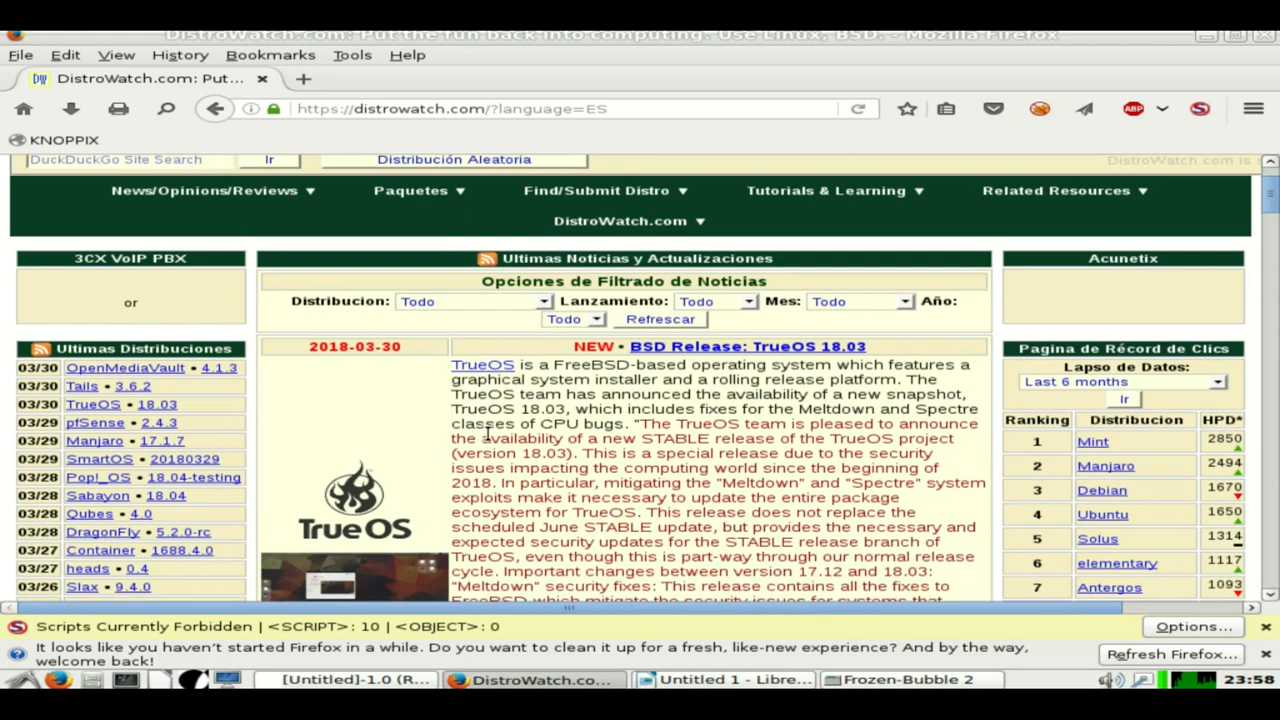 DistroWatch.com: Put the fun back into computing. Use Linux, BSD. - Mozilla Firefox
File Edit View History Bookmarks Tools Help
DW DistroWatch.com: Put...
https://distrowatch.com/?language=ES
ABP
KNOPPIX
DuckDuckGo Site Search Ir Distribución Aleatoria DistroWatch.com is
News/Opinions/Reviews ▼ Paquetes ▼ Find/Submit Distro ▼ Tutorials & Learning ▼ Related Resources ▼
DistroWatch.com ▼
3CX VoIP PBX
or
Ultimas Distribuciones
03/30 OpenMediaVault • 4.1.3
03/30 Tails • 3.6.2
03/30 TrueOS • 18.03
03/29 pfSense • 2.4.3
03/29 Manjaro • 17.1.7
03/29 SmartOS • 20180329
03/28 Pop!_OS • 18.04-testing
03/28 Sabayon • 18.04
03/28 Qubes • 4.0
03/28 DragonFly • 5.2.0-rc
03/27 Container • 1688.4.0
03/27 heads • 0.4
03/26 Slax • 9.4.0
Ultimas Noticias y Actualizaciones
Opciones de Filtrado de Noticias
Distribucion: Todo Lanzamiento: Todo Mes: Todo Año:
Todo Refrescar
2018-03-30 NEW • BSD Release: TrueOS 18.03
TrueOS
TrueOS is a FreeBSD-based operating system which features a
graphical system installer and a rolling release platform. The
TrueOS team has announced the availability of a new snapshot,
TrueOS 18.03, which includes fixes for the Meltdown and Spectre
classes of CPU bugs. "The TrueOS team is pleased to announce
the availability of a new STABLE release of the TrueOS project
(version 18.03). This is a special release due to the security
issues impacting the computing world since the beginning of
2018. In particular, mitigating the "Meltdown" and "Spectre" system
exploits make it necessary to update the entire package
ecosystem for TrueOS. This release does not replace the
scheduled June STABLE update, but provides the necessary and
expected security updates for the STABLE release branch of
TrueOS, even though this is part-way through our normal release
cycle. Important changes between version 17.12 and 18.03:
"Meltdown" security fixes: This release contains all the fixes to
FreeBSD which mitigate the security issues for systems that
Acunetix
Pagina de Récord de Clics
Lapso de Datos:
Last 6 months
Ir
Ranking Distribucion HPD*
1 Mint 2850
2 Manjaro 2494
3 Debian 1670
4 Ubuntu 1650
5 Solus 1314
6 elementary 1117
7 Antergos 1093
Scripts Currently Forbidden | <SCRIPT>: 10 | <OBJECT>: 0 Options...
It looks like you haven't started Firefox in a while. Do you want to clean it up for a fresh, like-new experience? And by the way,
welcome back! Refresh Firefox...
[Untitled]-1.0 (R... DistroWatch.co... Untitled 1 - Libre... Frozen-Bubble 2 23:58